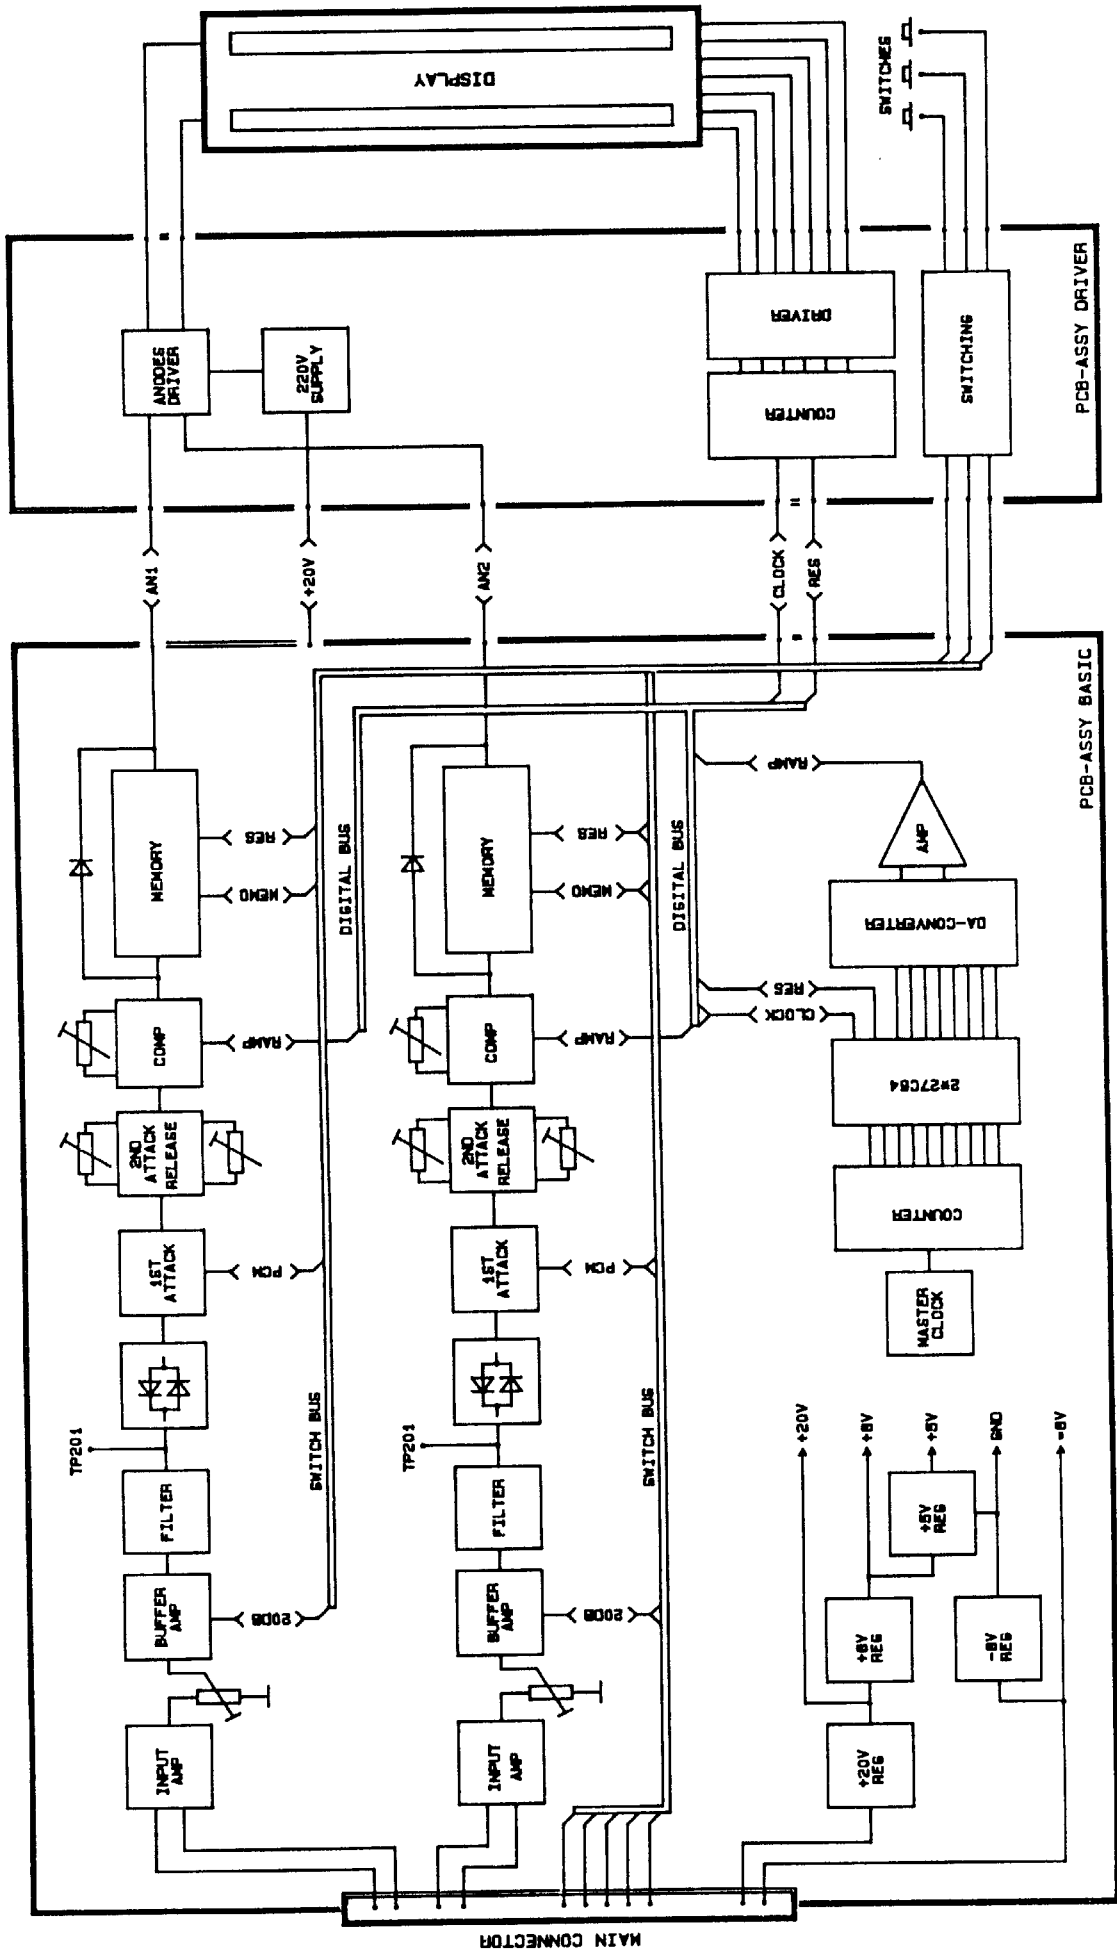 MAIN CONNECTOR
INPUT
AMP
BUFFER
AMP
20DB
FILTER
TP201
1ST
ATTACK
PGM
2ND
ATTACK
RELEASE
COMP
RAMP
MEMORY
MEMO
RES
SWITCH BUS
DIGITAL BUS
AN1
+20V
INPUT
AMP
BUFFER
AMP
20DB
FILTER
TP201
1ST
ATTACK
PGM
2ND
ATTACK
RELEASE
COMP
RAMP
MEMORY
MEMO
RES
SWITCH BUS
DIGITAL BUS
AN2
CLOCK
RES
+20V
REG
+8V
REG
-8V
REG
+5V
REG
+20V
+8V
+5V
GND
-8V
MASTER
CLOCK
COUNTER
2*27C64
CLOCK
RES
DA-CONVERTER
AMP
RAMP
PCB-ASSY BASIC
ANODES
DRIVER
220V
SUPPLY
COUNTER
DRIVER
SWITCHING
PCB-ASSY DRIVER
DISPLAY
SWITCHES